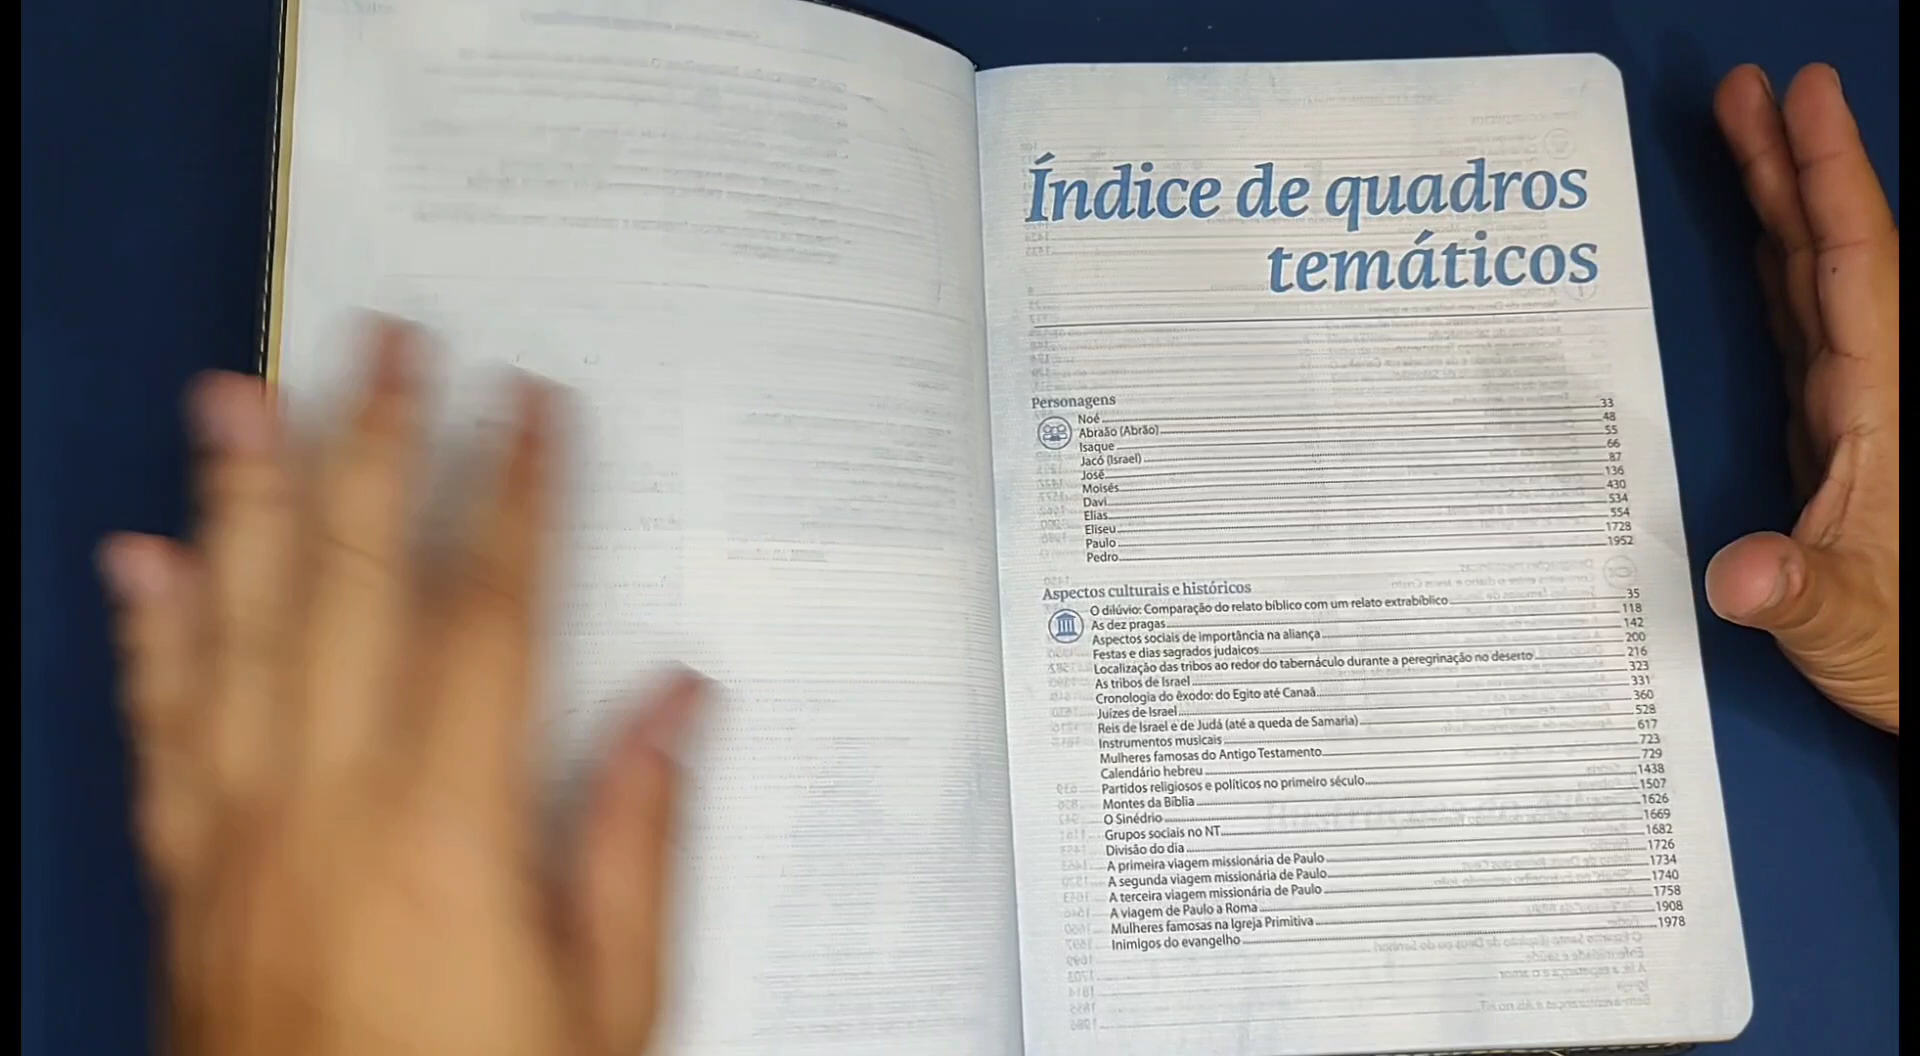 Índice de quadros
temáticos
Personagens
Noé 33
Abraão (Abrão) 48
Isaque 55
Jacó (Israel) 66
José 87
Moisés 136
Davi 430
Elias 534
Eliseu 554
Paulo 1728
Pedro 1952
Aspectos culturais e históricos
O dilúvio: Comparação do relato bíblico com um relato extrabíblico 35
As dez pragas 118
Aspectos sociais de importância na aliança 142
Festas e dias sagrados judaicos 200
Localização das tribos ao redor do tabernáculo durante a peregrinação no deserto 216
As tribos de Israel 323
Cronologia do êxodo: do Egito até Canaã 331
Juízes de Israel 360
Reis de Israel e de Judá (até a queda de Samaria) 528
Instrumentos musicais 617
Mulheres famosas do Antigo Testamento 723
Calendário hebreu 729
Partidos religiosos e políticos no primeiro século 1438
Montes da Bíblia 1507
O Sinédrio 1626
Grupos sociais no NT 1669
Divisão do dia 1682
A primeira viagem missionária de Paulo 1726
A segunda viagem missionária de Paulo 1734
A terceira viagem missionária de Paulo 1740
A viagem de Paulo a Roma 1758
Mulheres famosas na Igreja Primitiva 1908
Inimigos do evangelho 1978